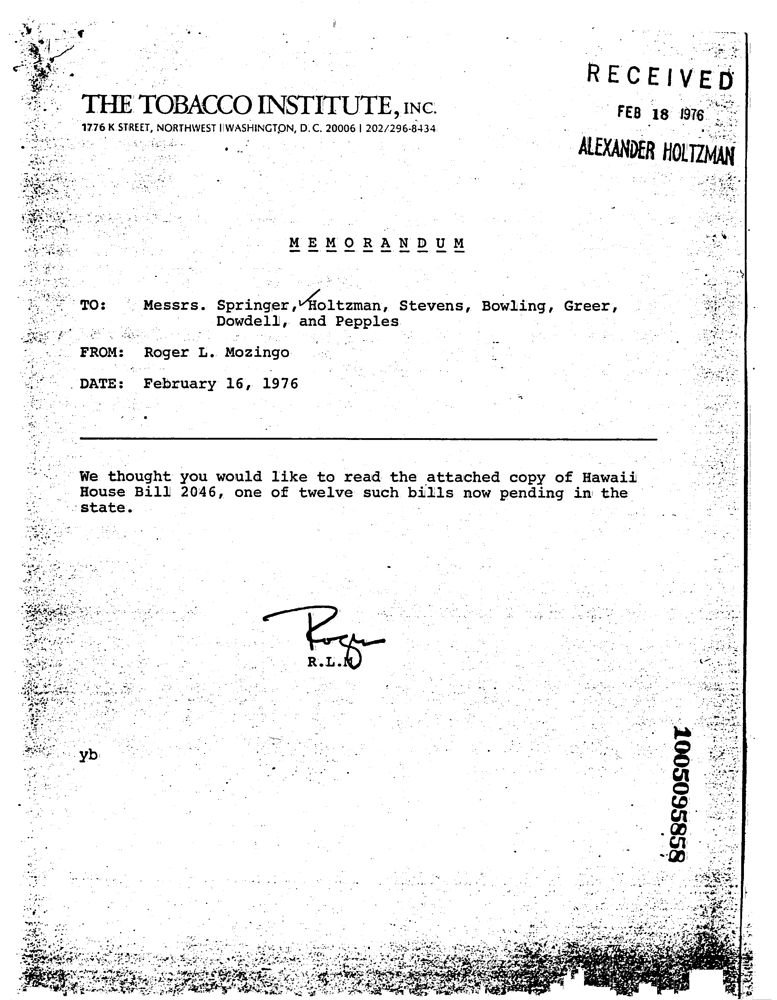 RECEIVED
FEB 18 1976
ALEXANDER HOLTZMAN
THE TOBACCO INSTITUTE, INC.
1776 K STREET, NORTHWEST | WASHINGTON, D. C. 20006 | 202/296-8434
MEMORANDUM
TO: Messrs. Springer, Holtzman, Stevens, Bowling, Greer,
Dowdell, and Pepples
FROM: Roger L. Mozingo
DATE: February 16, 1976
We thought you would like to read the attached copy of Hawaii
House Bill 2046, one of twelve such bills now pending in the
state.
Roger
R.L.M
yb
1005095858